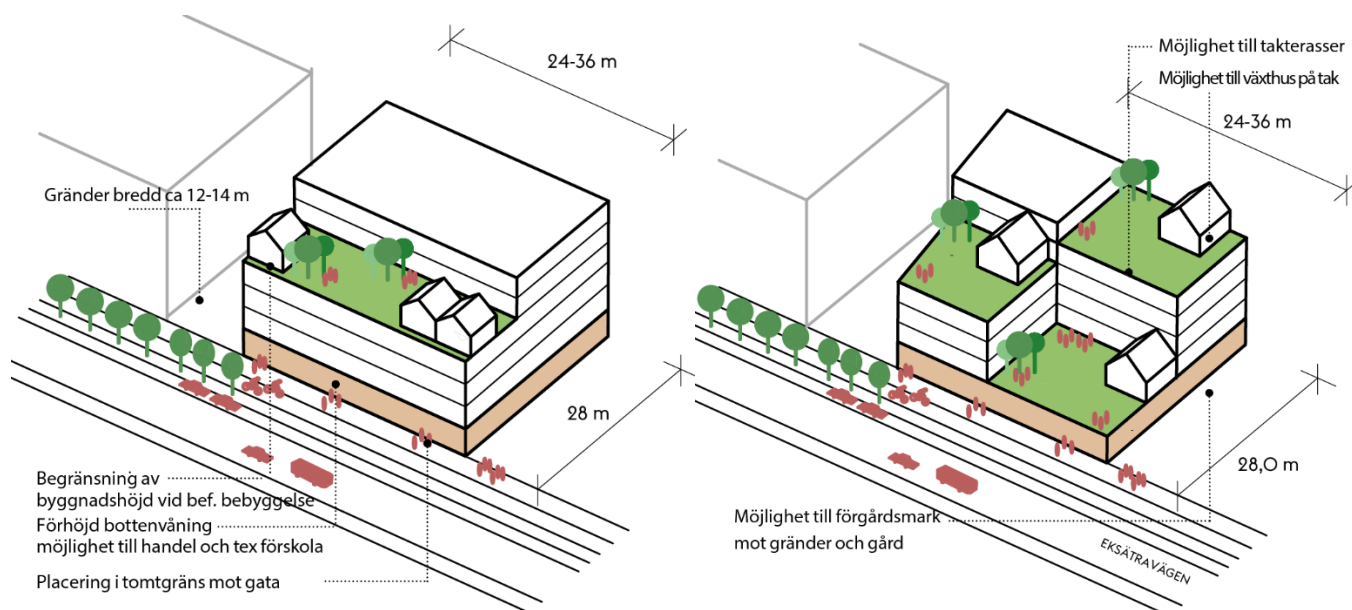 24-36 m
Gränder bredd ca 12-14 m
28 m
Begränsning av
byggnadshöjd vid bef. bebyggelse
Förhöjd bottenvåning
möjlighet till handel och tex förskola
Placering i tomtgräns mot gata
Möjlighet till takterasser
Möjlighet till växthus på tak
24-36 m
28,0 m
Möjlighet till förgårdsmark
mot gränder och gård
EKSÄTRAVÄGEN